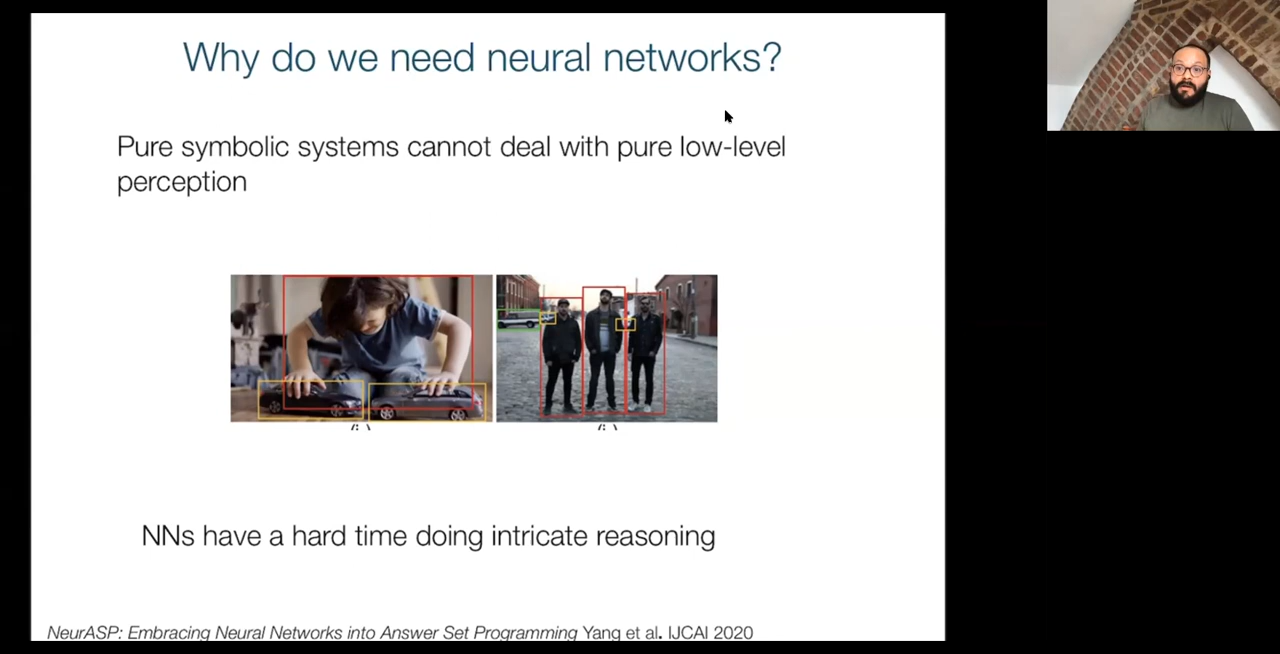 Why do we need neural networks?
Pure symbolic systems cannot deal with pure low-level
perception
NNs have a hard time doing intricate reasoning
NeurASP: Embracing Neural Networks into Answer Set Programming Yang et al. IJCAI 2020